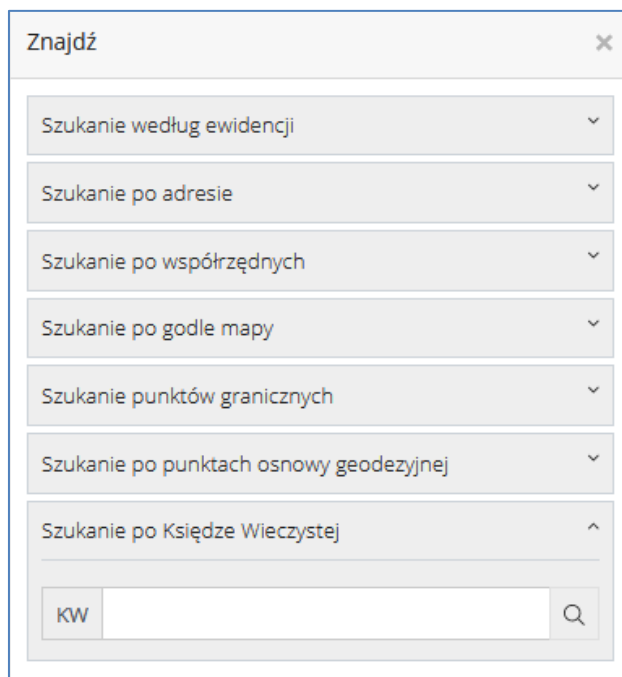 Znajdź
Szukanie według ewidencji
Szukanie po adresie
Szukanie po współrzędnych
Szukanie po godle mapy
Szukanie punktów granicznych
Szukanie po punktach osnowy geodezyjnej
Szukanie po Księdze Wieczystej
KW